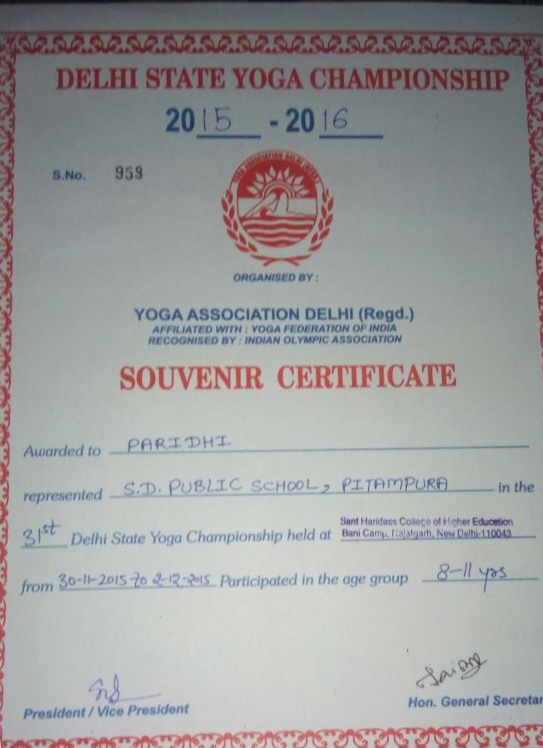 DELHI STATE YOGA CHAMPIONSHIP
2015 - 2016
S.No. 959
ORGANISED BY :
YOGA ASSOCIATION DELHI (Regd.)
AFFILIATED WITH : YOGA FEDERATION OF INDIA
RECOGNISED BY : INDIAN OLYMPIC ASSOCIATION
SOUVENIR CERTIFICATE
Awarded to PARIDHI
represented S.D. PUBLIC SCHOOL, PITAMPURA in the
Sant Haridass College of Higher Education
31st Delhi State Yoga Championship held at Bani Camp, Najafgarh, New Delhi-110043
from 30-11-2015 to 2-12-2015 Participated in the age group 8-11 yrs
President / Vice President
Hon. General Secretar